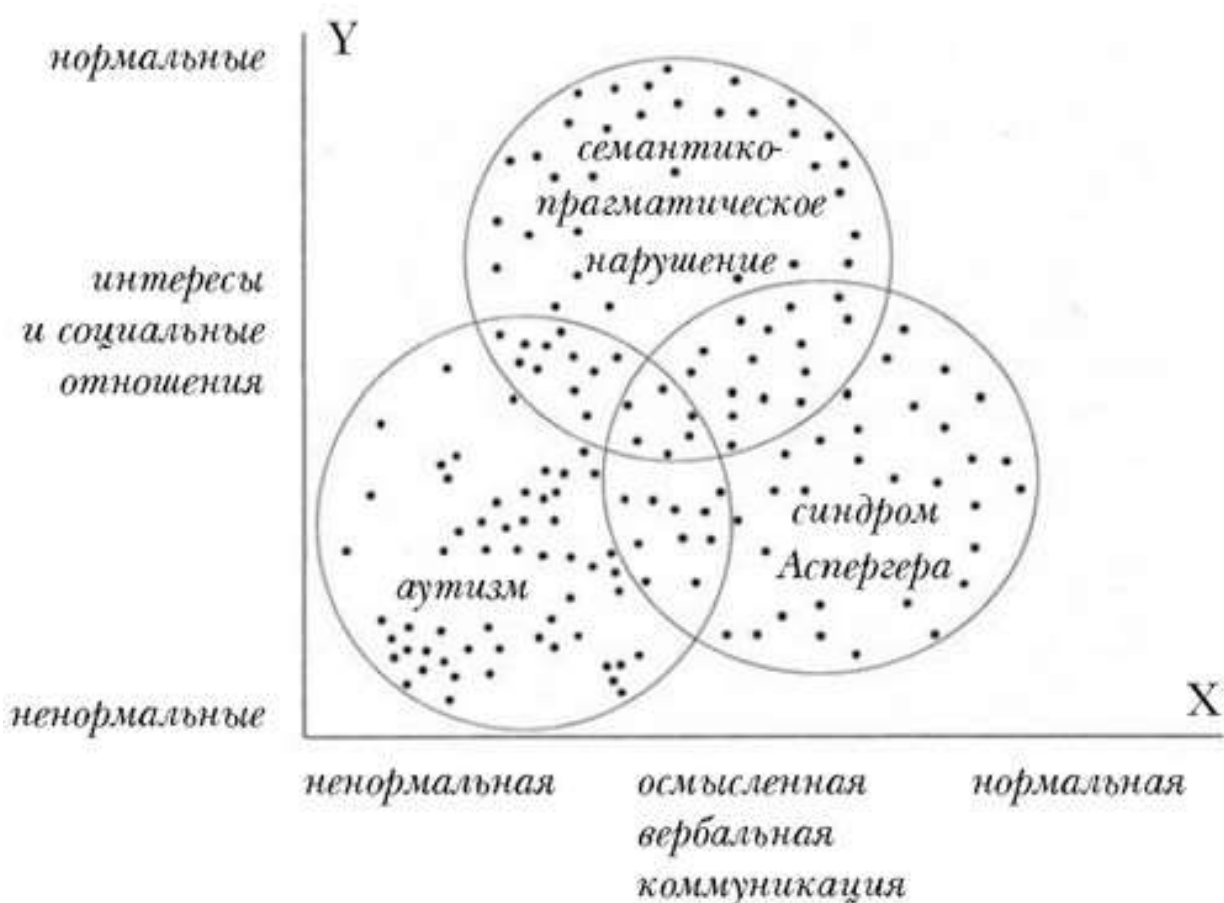 нормальные
Y
семантико-
прагматическое
нарушение
интересы
и социальные
отношения
синдром
Аспергера
аутизм
ненормальные
X
ненормальная
осмысленная
вербальная
коммуникация
нормальная